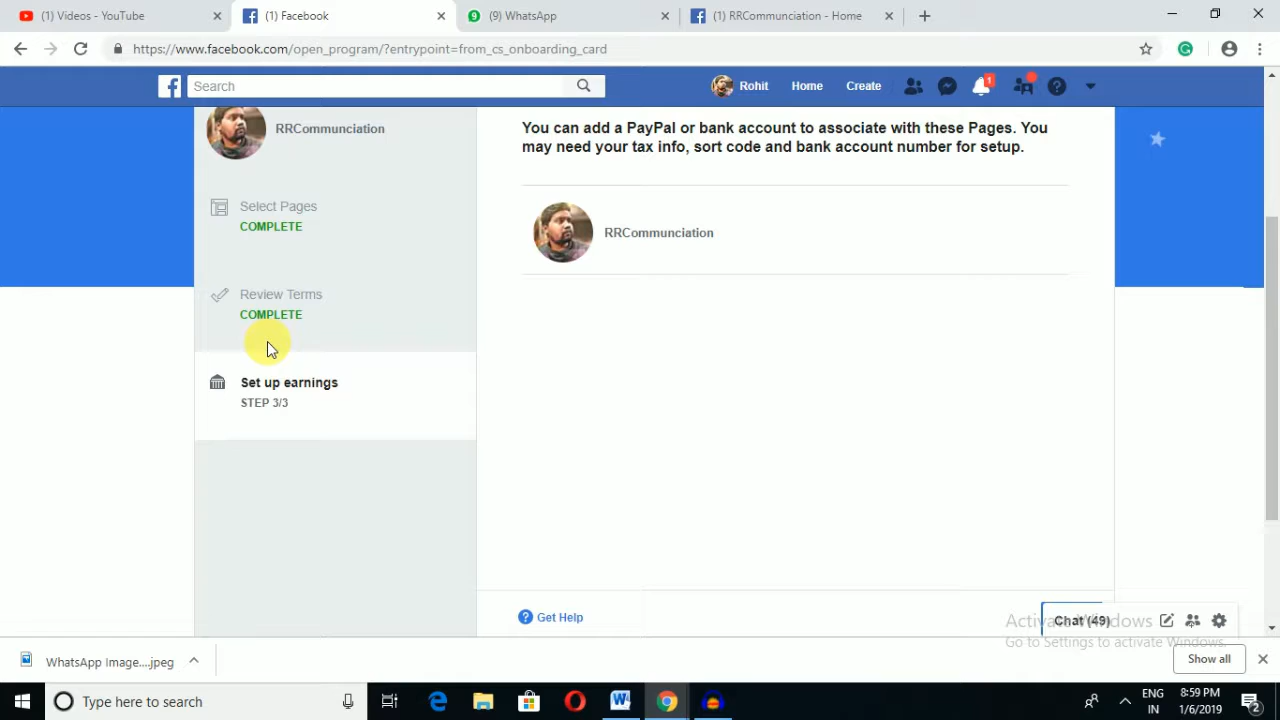 (1) Videos - YouTube
(1) Facebook
(9) WhatsApp
(1) RRCommunciation - Home
https://www.facebook.com/open_program/?entrypoint=from_cs_onboarding_card
Search
Rohit
Home
Create
1
RRCommunciation
You can add a PayPal or bank account to associate with these Pages. You
may need your tax info, sort code and bank account number for setup.
Select Pages
COMPLETE
RRCommunciation
Review Terms
COMPLETE
Set up earnings
STEP 3/3
Get Help
Chat (49)
Activate Windows
Go to Settings to activate Windows.
WhatsApp Image....jpeg
Show all
Type here to search
ENG
IN
8:59 PM
1/6/2019
2